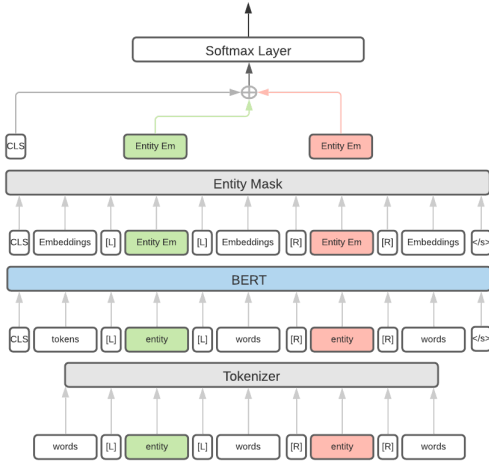 Softmax Layer
CLS Entity Em Entity Em
Entity Mask
CLS Embeddings [L] Entity Em [L] Embeddings [R] Entity Em [R] Embeddings </s>
BERT
CLS tokens [L] entity [L] words [R] entity [R] words </s>
Tokenizer
words [L] entity [L] words [R] entity [R] words